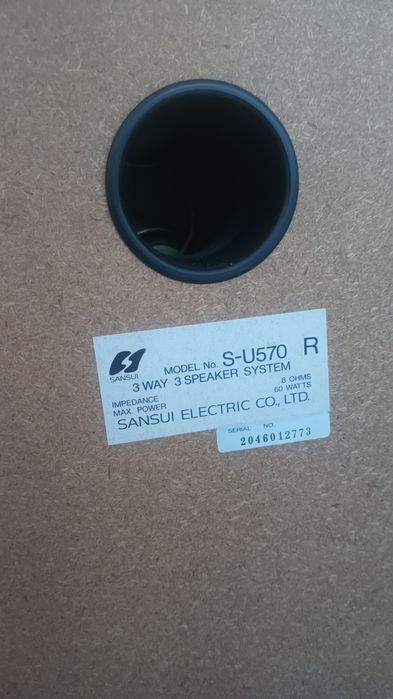 SANSUI
MODEL No. S-U570 R
3 WAY 3 SPEAKER SYSTEM
IMPEDANCE 8 OHMS
MAX. POWER 60 WATTS
SANSUI ELECTRIC CO., LTD.
SERIAL NO.
2046012773